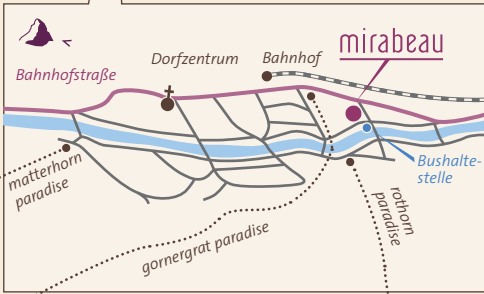 mirabeau
Dorfzentrum
Bahnhof
Bahnhofstraße
Bushalte-
stelle
matterhorn
paradise
rothorn
paradise
gornergrat paradise